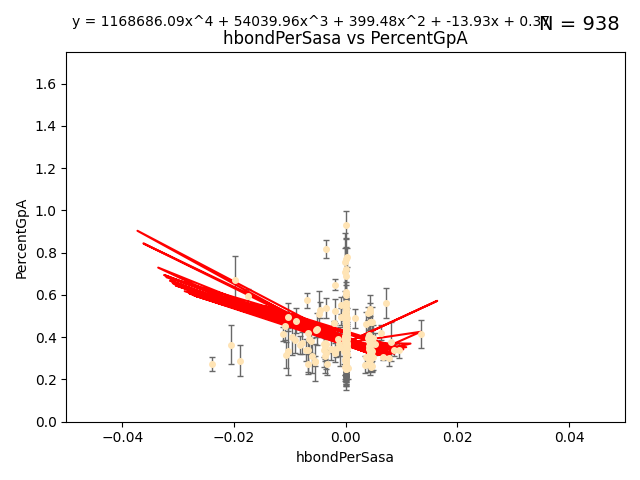 y = 1168686.09x^4 + 54039.96x^3 + 399.48x^2 + -13.93x + 0.37
N = 938
hbondPerSasa vs PercentGpA
PercentGpA
1.6
1.4
1.2
1.0
0.8
0.6
0.4
0.2
0.0
−0.04 −0.02 0.00 0.02 0.04
hbondPerSasa